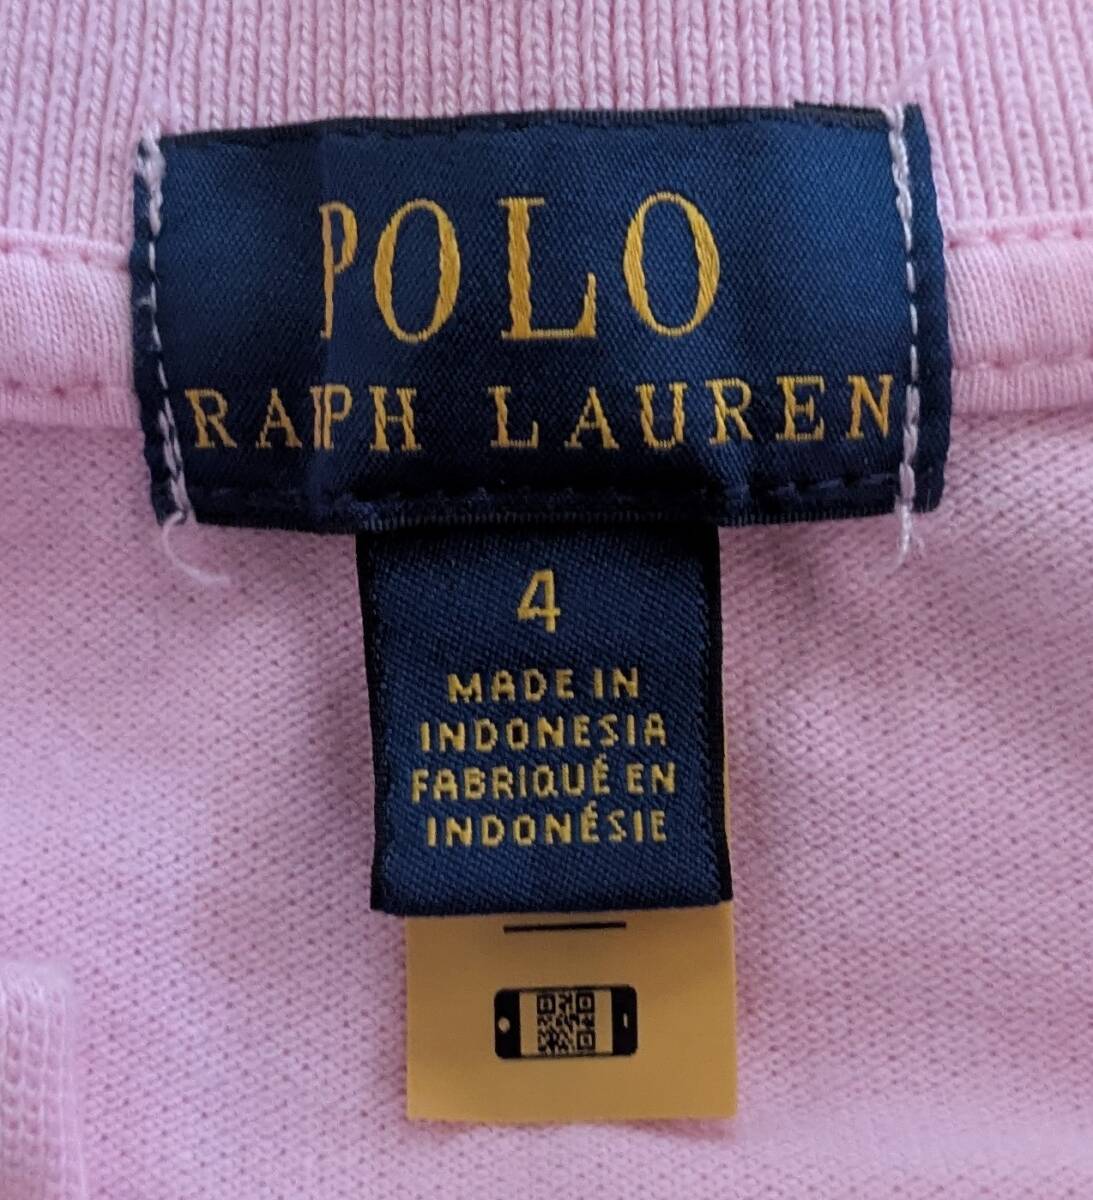 POLO
RALPH LAUREN
4
MADE IN
INDONESIA
FABRIQUÉ EN
INDONÉSIE